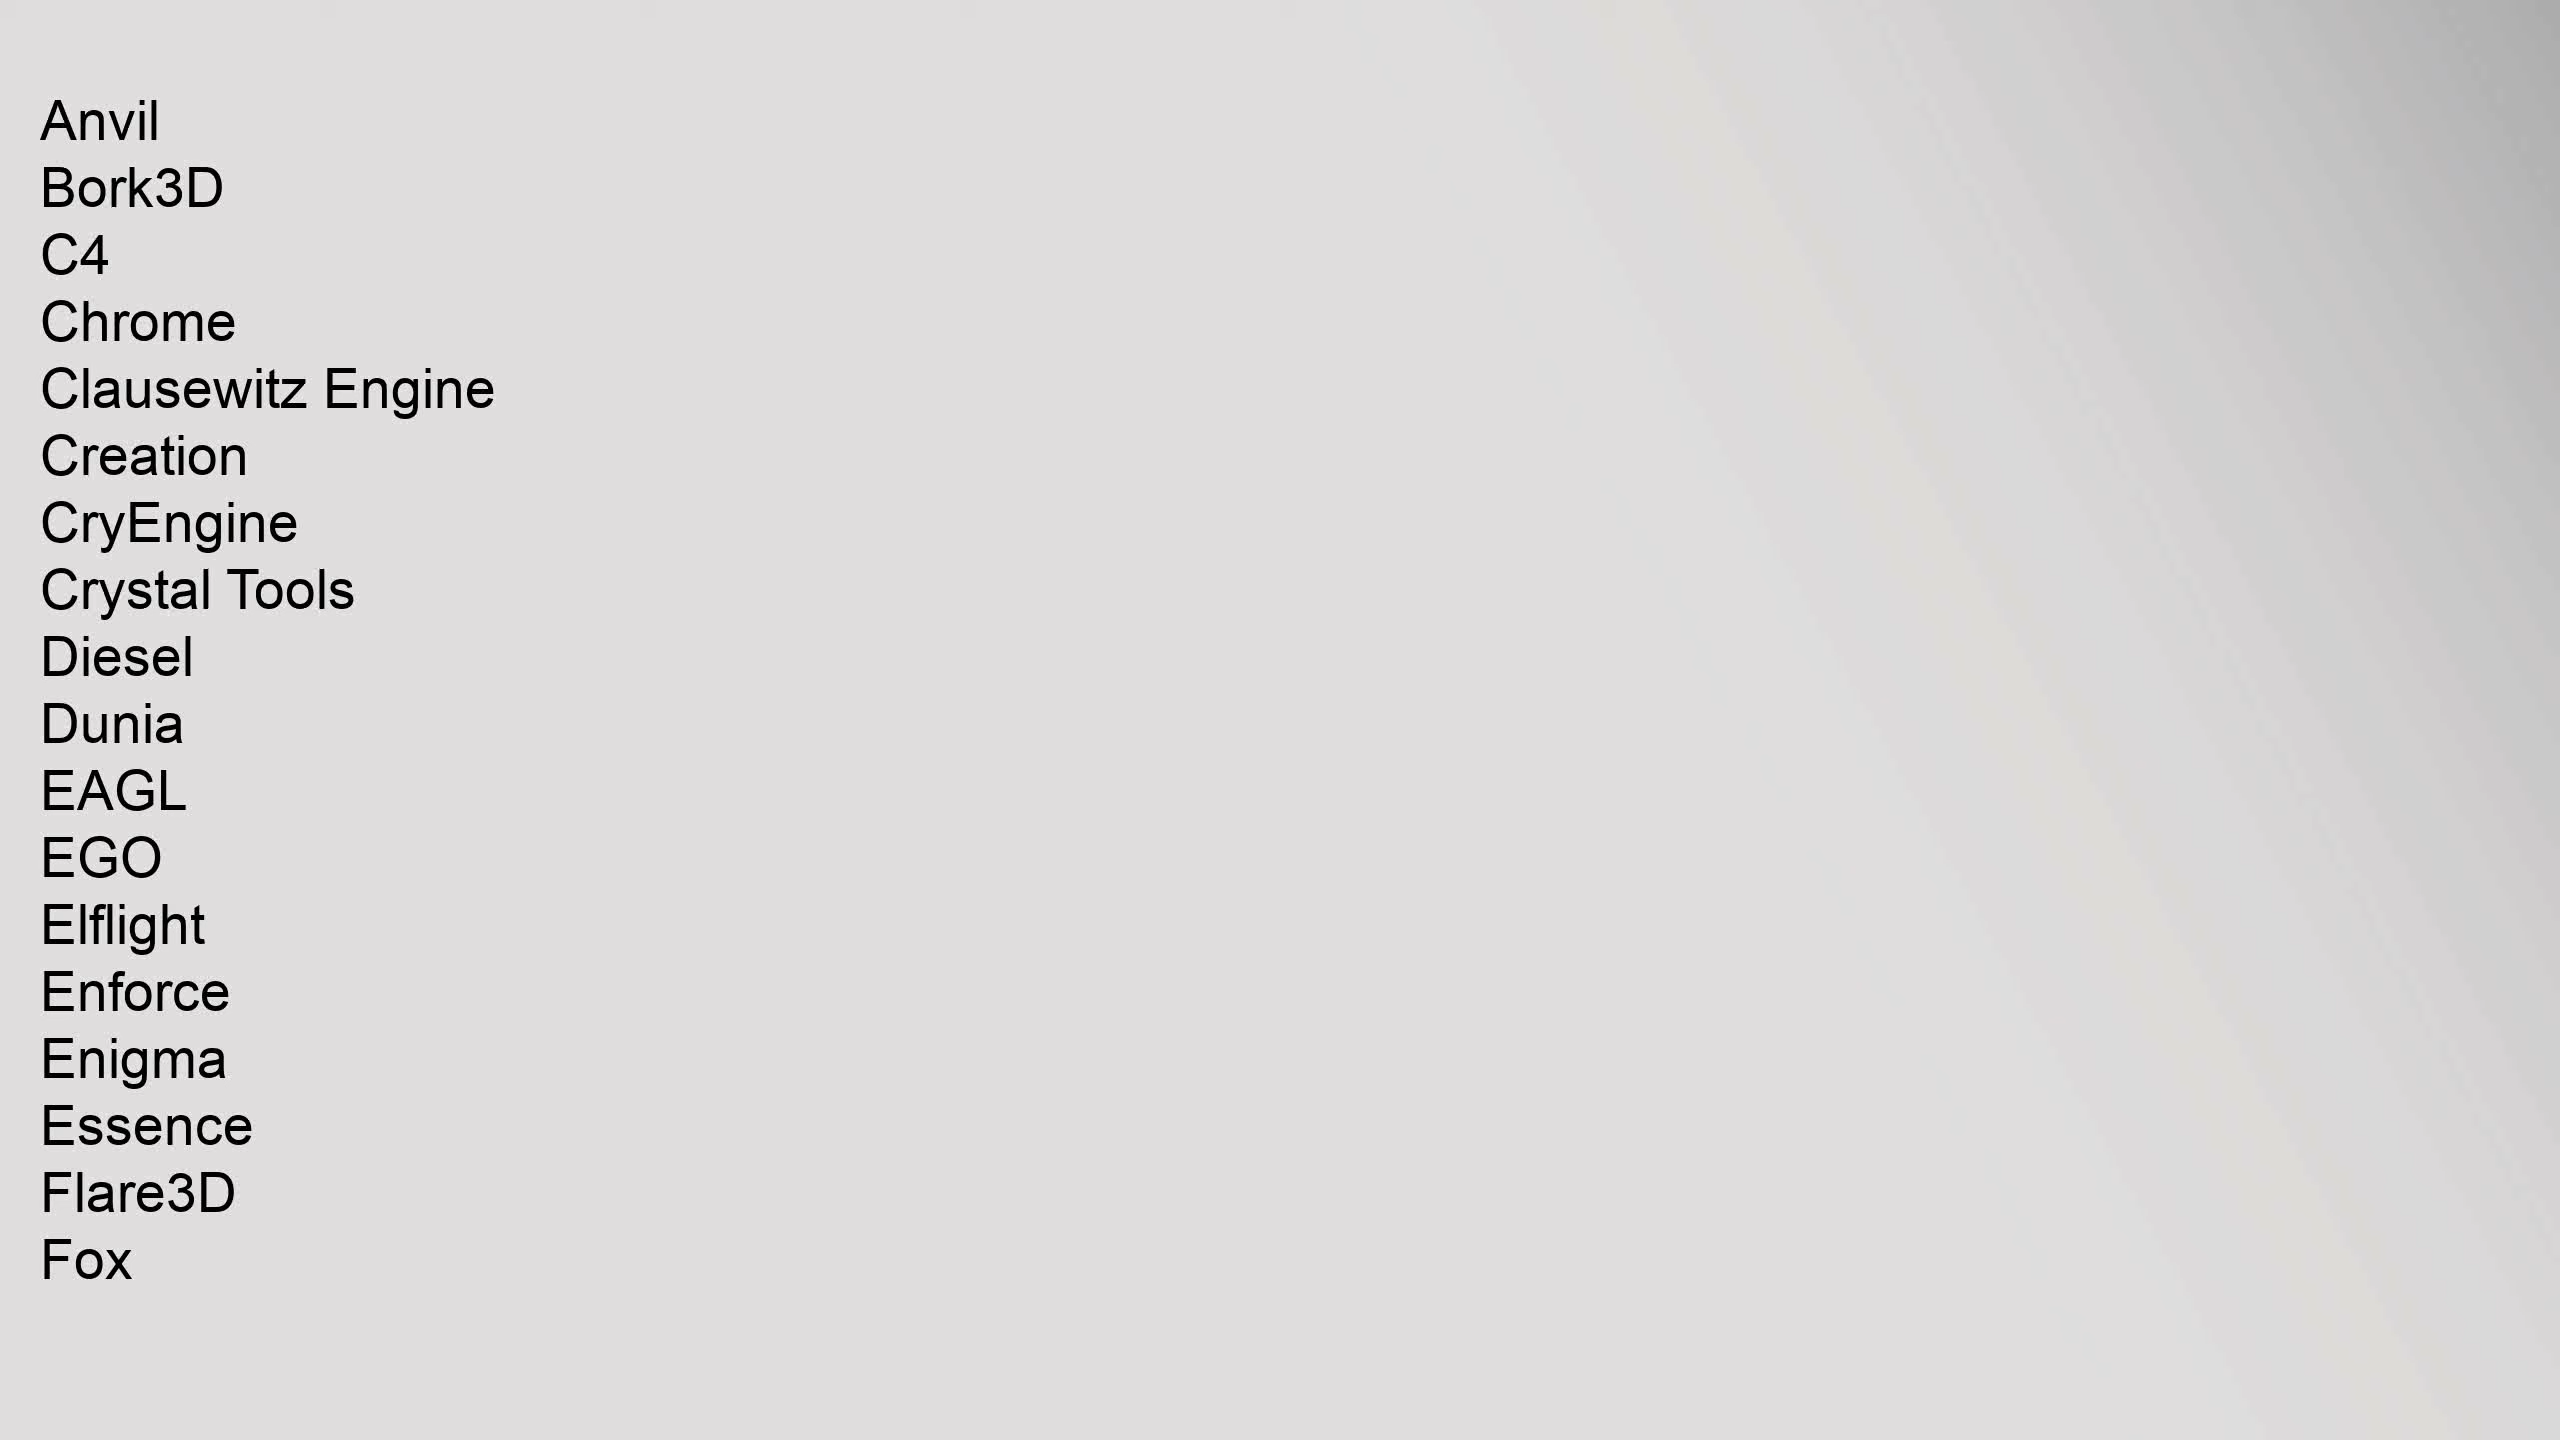 Anvil
Bork3D
C4
Chrome
Clausewitz Engine
Creation
CryEngine
Crystal Tools
Diesel
Dunia
EAGL
EGO
Elflight
Enforce
Enigma
Essence
Flare3D
Fox